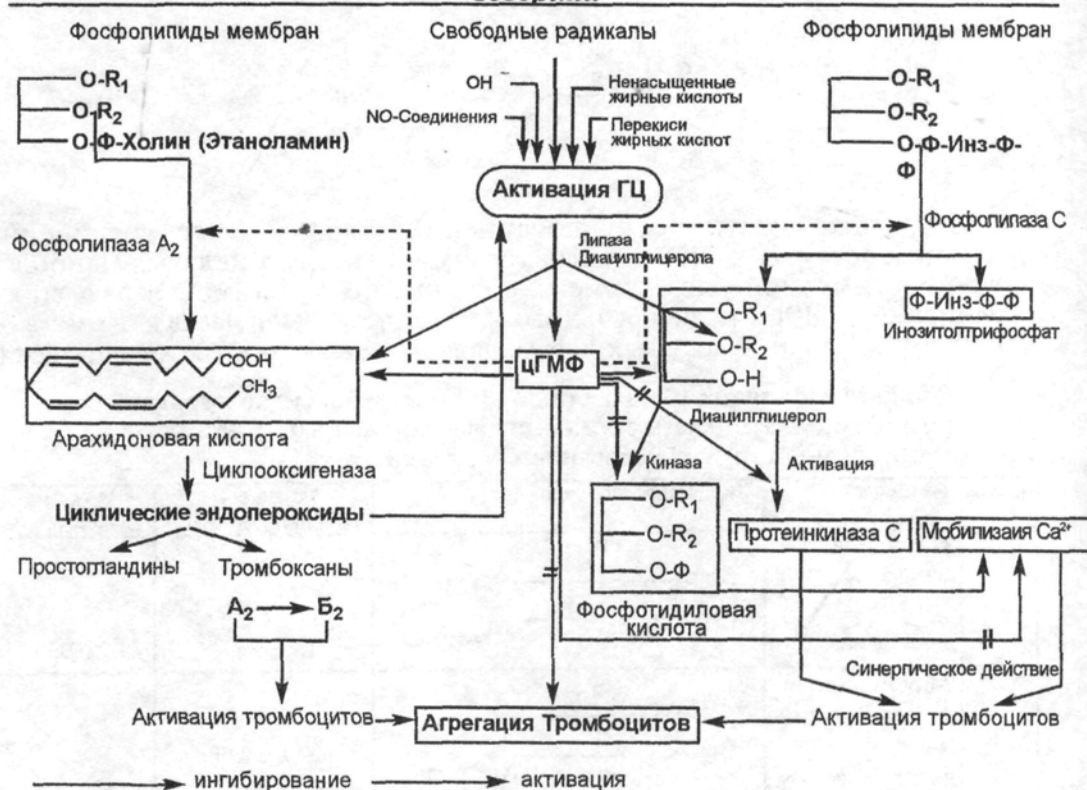 Фосфолипиды мембран
O-R1
O-R2
О-Ф-Холин (Этаноламин)
Фосфолипаза А2
COOH
CH3
Арахидоновая кислота
Циклооксигеназа
Циклические эндопероксиды
Простогландины
Тромбоксаны
А2
Б2
Активация тромбоцитов
Свободные радикалы
OH
NO-Соединения
Ненасыщенные
жирные кислоты
Перекиси
жирных кислот
Активация ГЦ
Липаза
Диацилглицерола
цГМФ
Фосфолипиды мембран
O-R1
O-R2
О-Ф-Инз-Ф-
Ф
Фосфолипаза С
O-R1
O-R2
O-H
Диацилглицерол
Ф-Инз-Ф-Ф
Инозитолтрифосфат
Киназа
Активация
O-R1
O-R2
О-Ф
Фосфотидиловая
кислота
Протеинкиназа С
Мобилизаия Ca2+
Синергическое действие
Активация тромбоцитов
Агрегация Тромбоцитов
ингибирование
активация